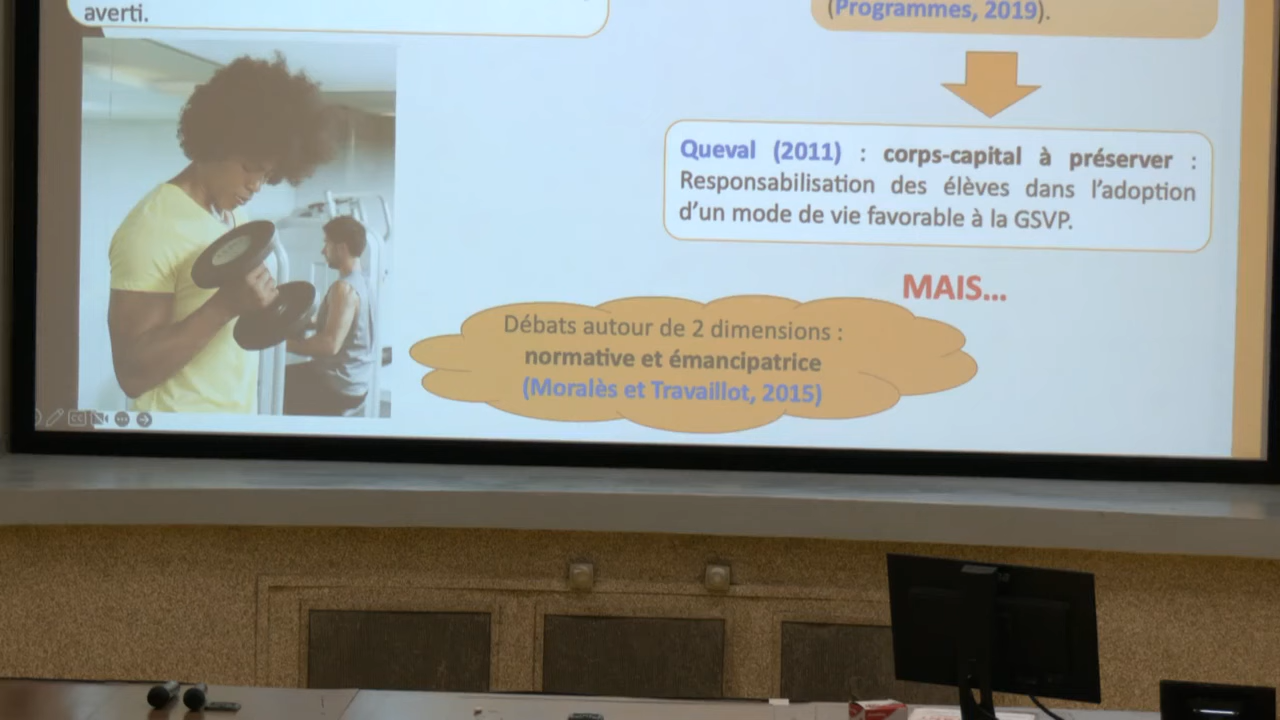 averti.
(Programmes, 2019).
Queval (2011) : corps-capital à préserver :
Responsabilisation des élèves dans l'adoption
d'un mode de vie favorable à la GSVP.
MAIS...
Débats autour de 2 dimensions :
normative et émancipatrice
(Moralès et Travaillot, 2015)